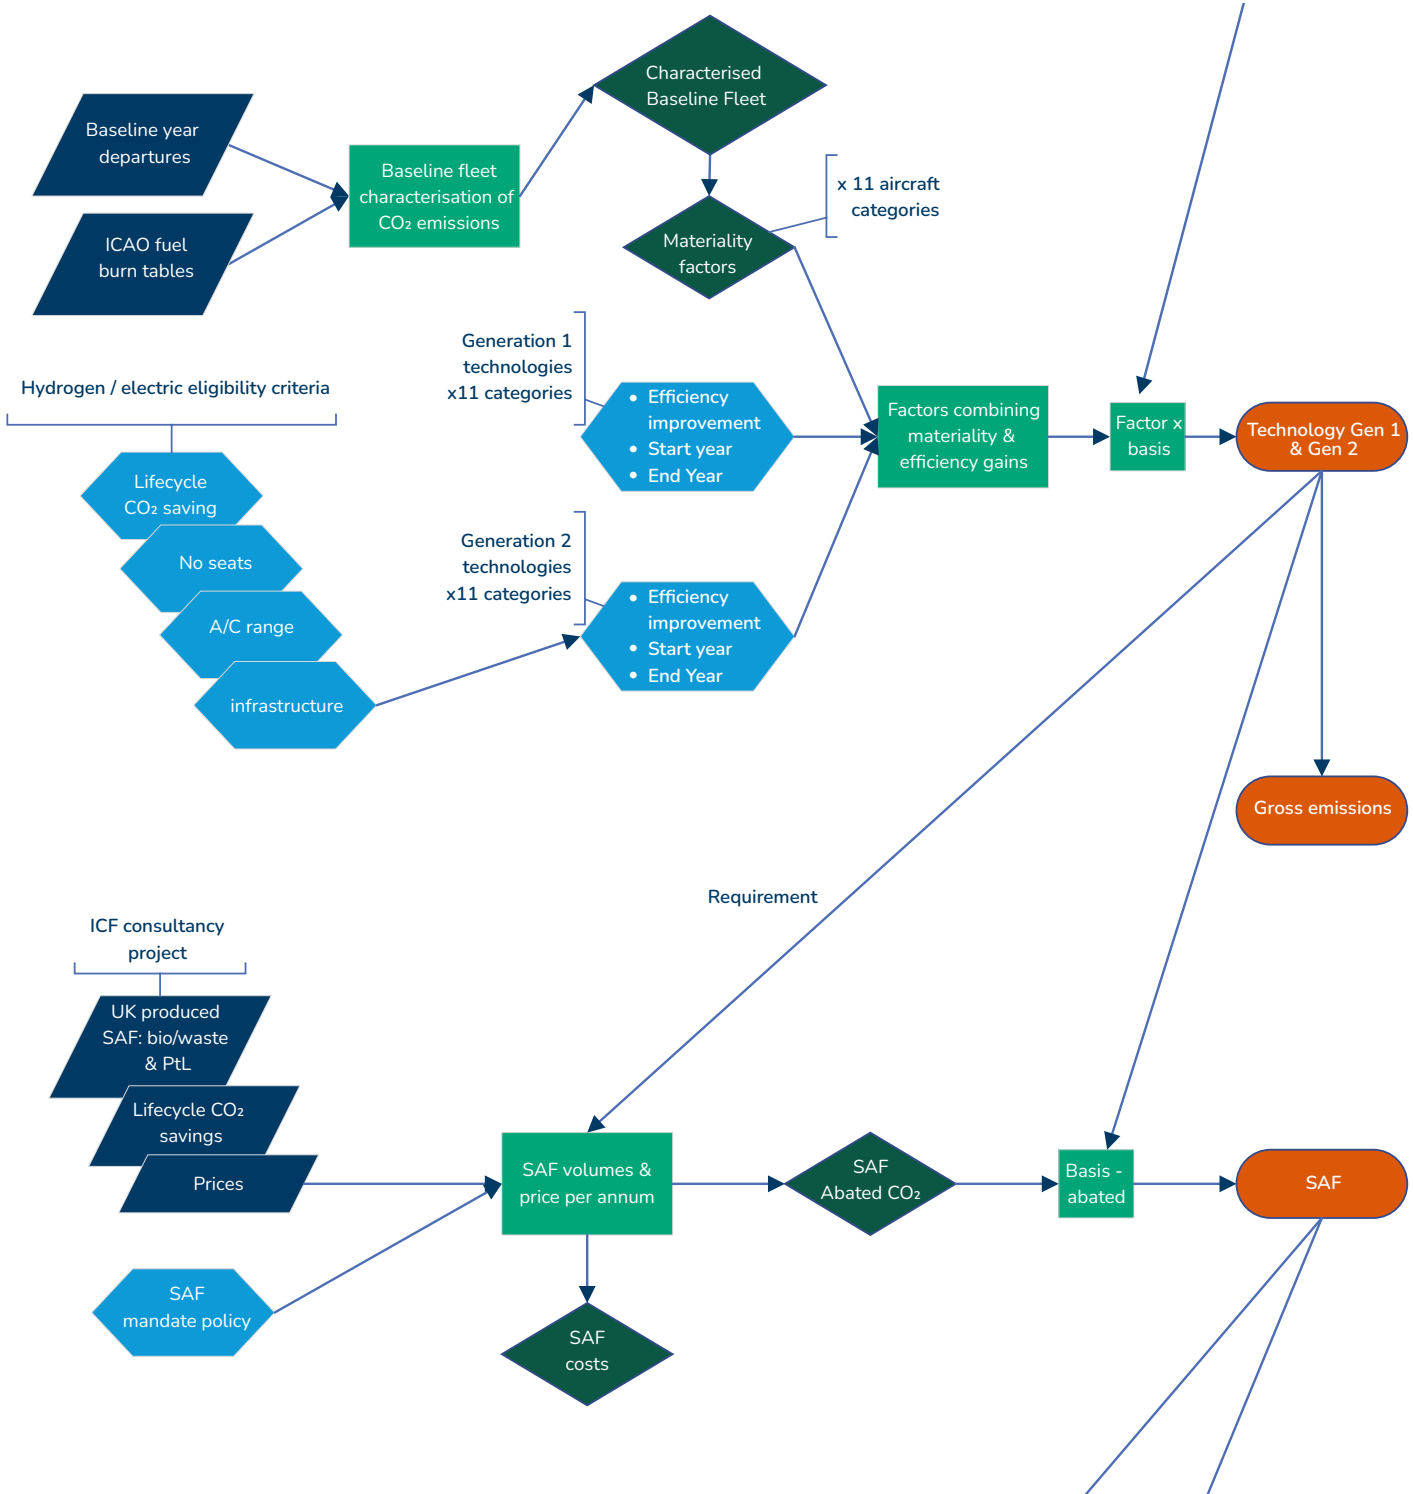 Characterised
Baseline Fleet
Baseline year
departures
Baseline fleet
characterisation of
CO₂ emissions
x 11 aircraft
categories
ICAO fuel
burn tables
Materiality
factors
Generation 1
technologies
x11 categories
Hydrogen / electric eligibility criteria
• Efficiency
improvement
• Start year
• End Year
Factors combining
materiality &
efficiency gains
Factor x
basis
Technology Gen 1
& Gen 2
Lifecycle
CO₂ saving
No seats
A/C range
infrastructure
Generation 2
technologies
x11 categories
• Efficiency
improvement
• Start year
• End Year
Gross emissions
Requirement
ICF consultancy
project
UK produced
SAF: bio/waste
& PtL
Lifecycle CO₂
savings
Prices
SAF volumes &
price per annum
SAF
Abated CO₂
Basis -
abated
SAF
SAF
mandate policy
SAF
costs